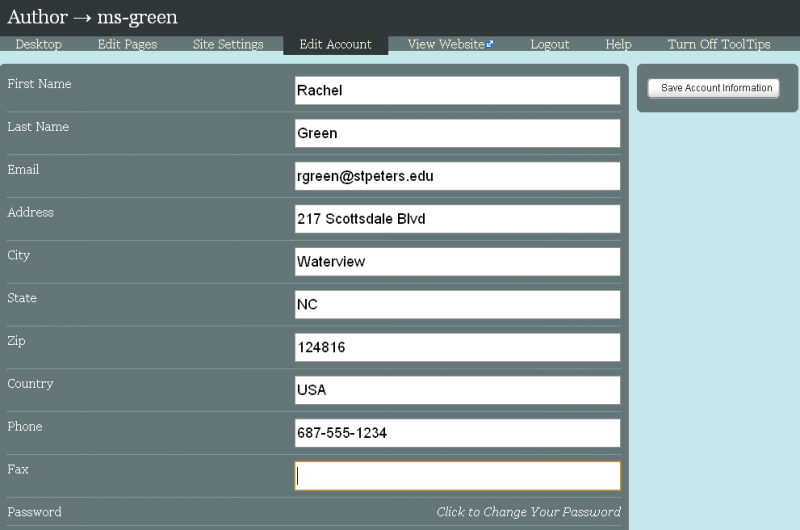 Author → ms-green
Desktop Edit Pages Site Settings Edit Account View Website Logout Help Turn Off ToolTips
First Name Rachel
Save Account Information
Last Name Green
Email rgreen@stpeters.edu
Address 217 Scottsdale Blvd
City Waterview
State NC
Zip 124816
Country USA
Phone 687-555-1234
Fax
Password Click to Change Your Password